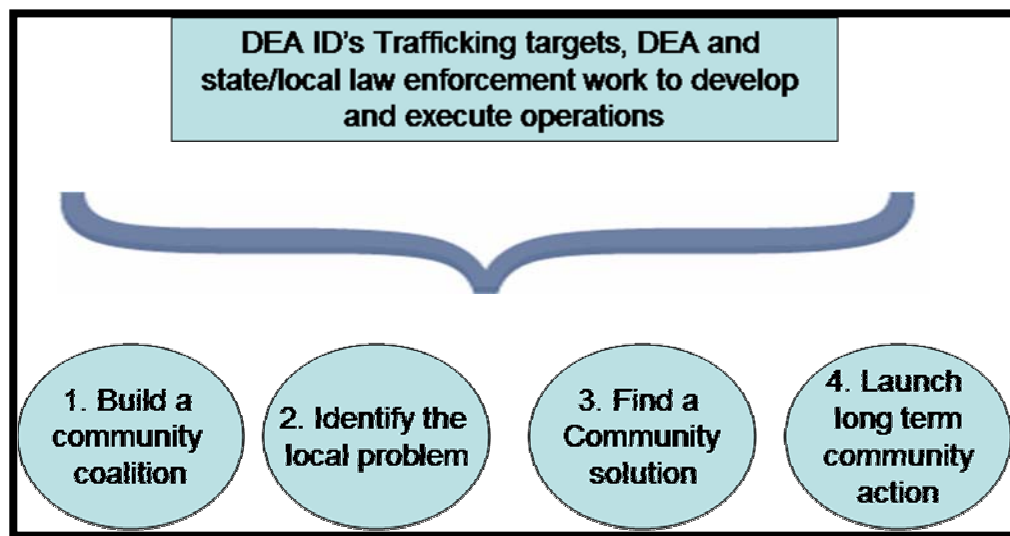 DEA ID's Trafficking targets, DEA and
state/local law enforcement work to develop
and execute operations
1. Build a
community
coalition
2. Identify the
local problem
3. Find a
Community
solution
4. Launch
long term
community
action